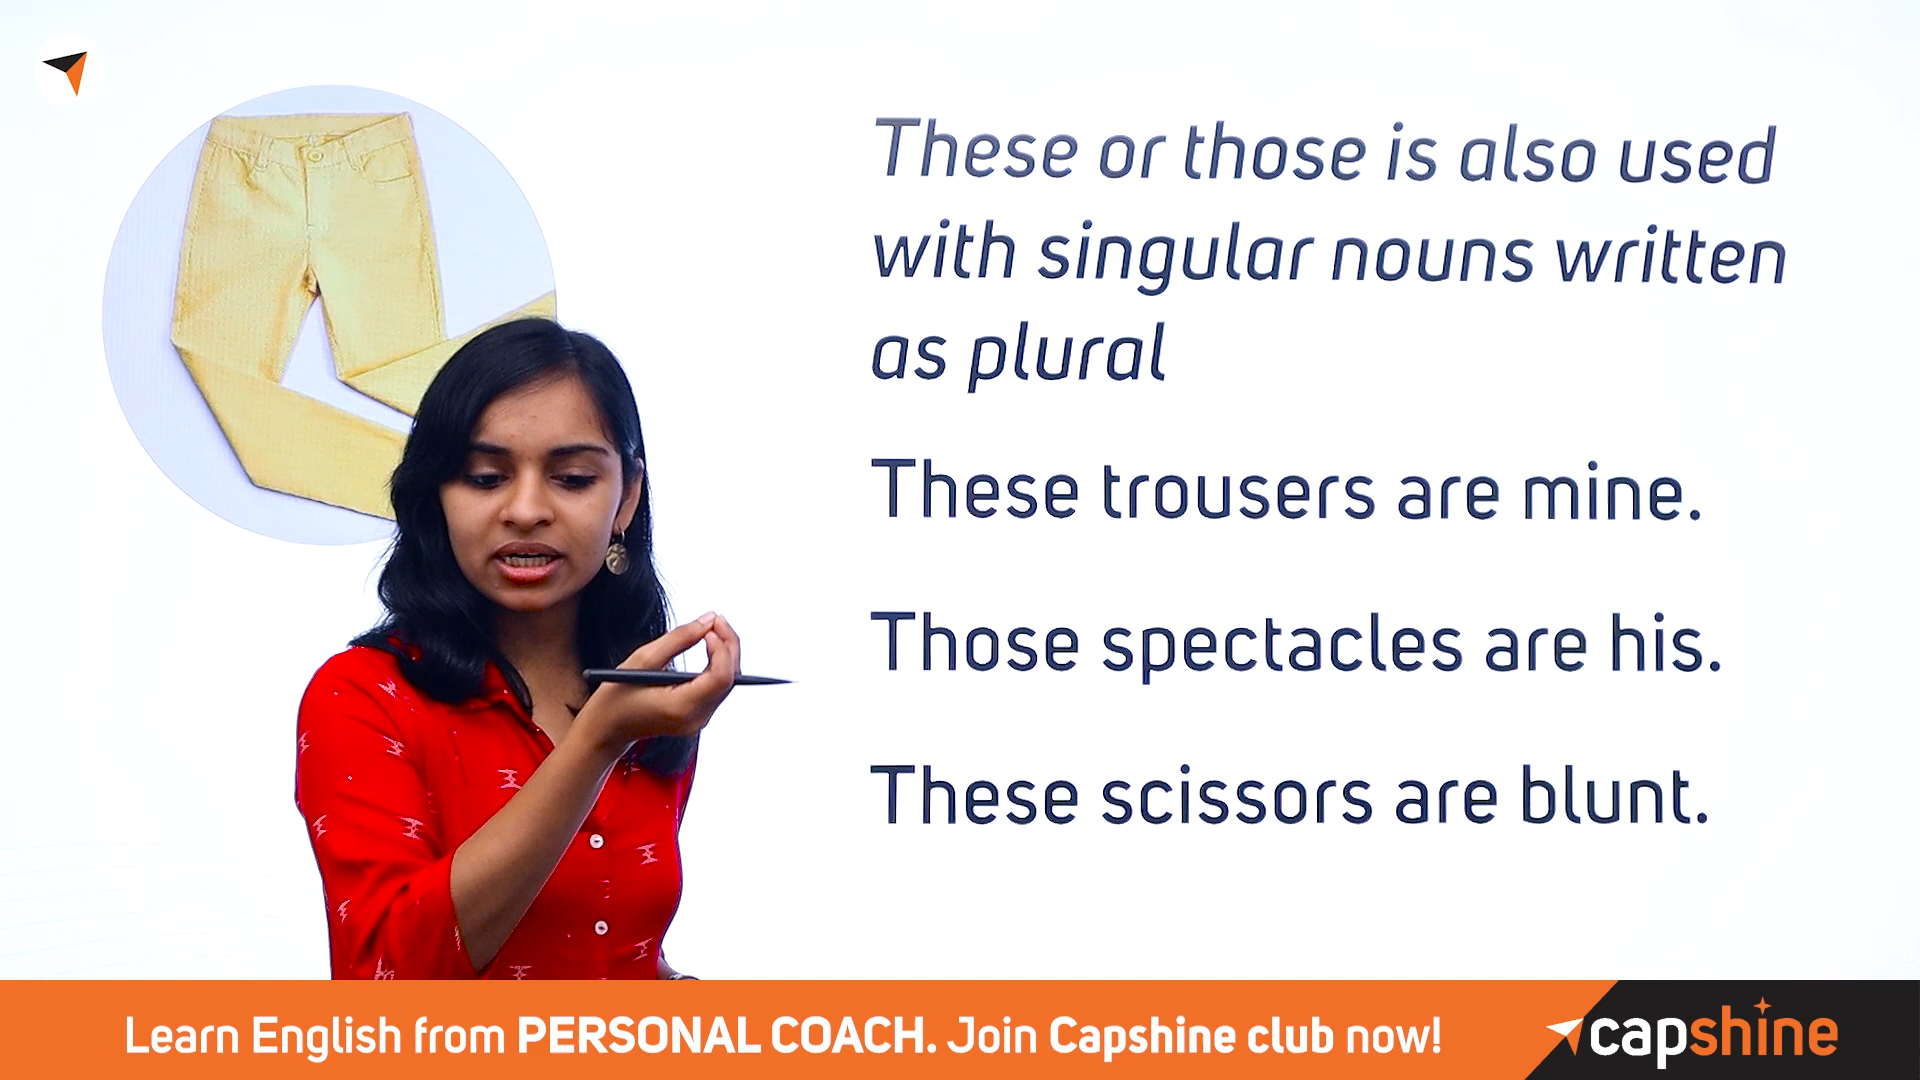 These or those is also used
with singular nouns written
as plural
These trousers are mine.
Those spectacles are his.
These scissors are blunt.
Learn English from PERSONAL COACH. Join Capshine club now!
capshine